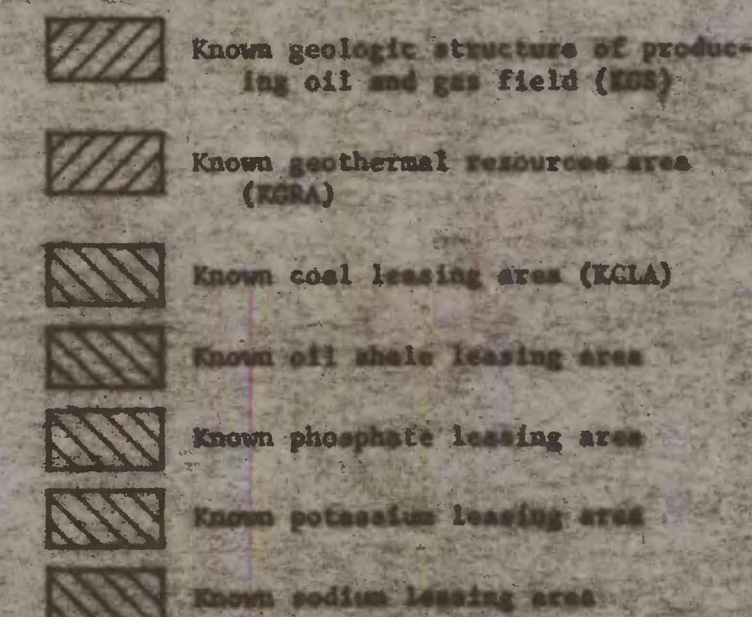 Known geologic structure of produc-
ing oil and gas field (KGS)
Known geothermal resources area
(KGRA)
Known coal leasing area (KCLA)
Known oil shale leasing area
Known phosphate leasing area
Known potassium leasing area
Known sodium leasing area